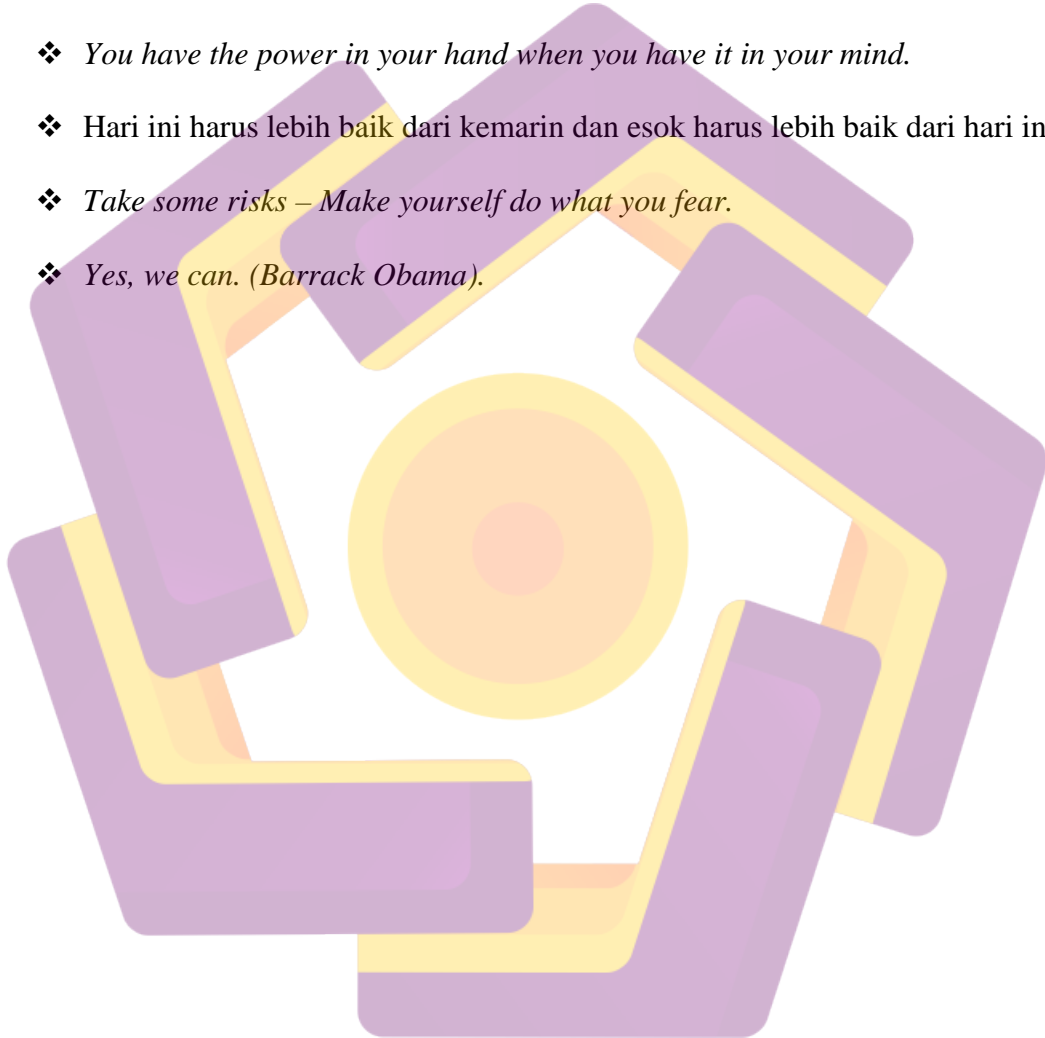 ❖ You have the power in your hand when you have it in your mind.
❖ Hari ini harus lebih baik dari kemarin dan esok harus lebih baik dari hari in
❖ Take some risks – Make yourself do what you fear.
❖ Yes, we can. (Barrack Obama).